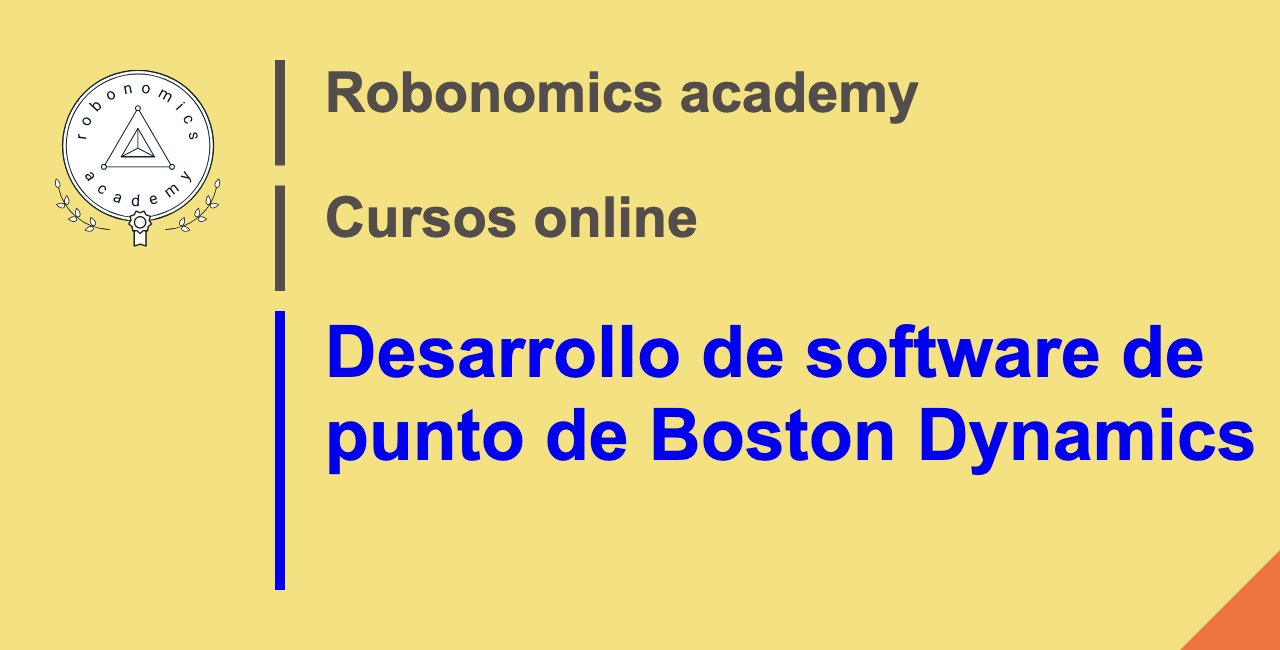 robonomics
academy
Robonomics academy
Cursos online
Desarrollo de software de
punto de Boston Dynamics